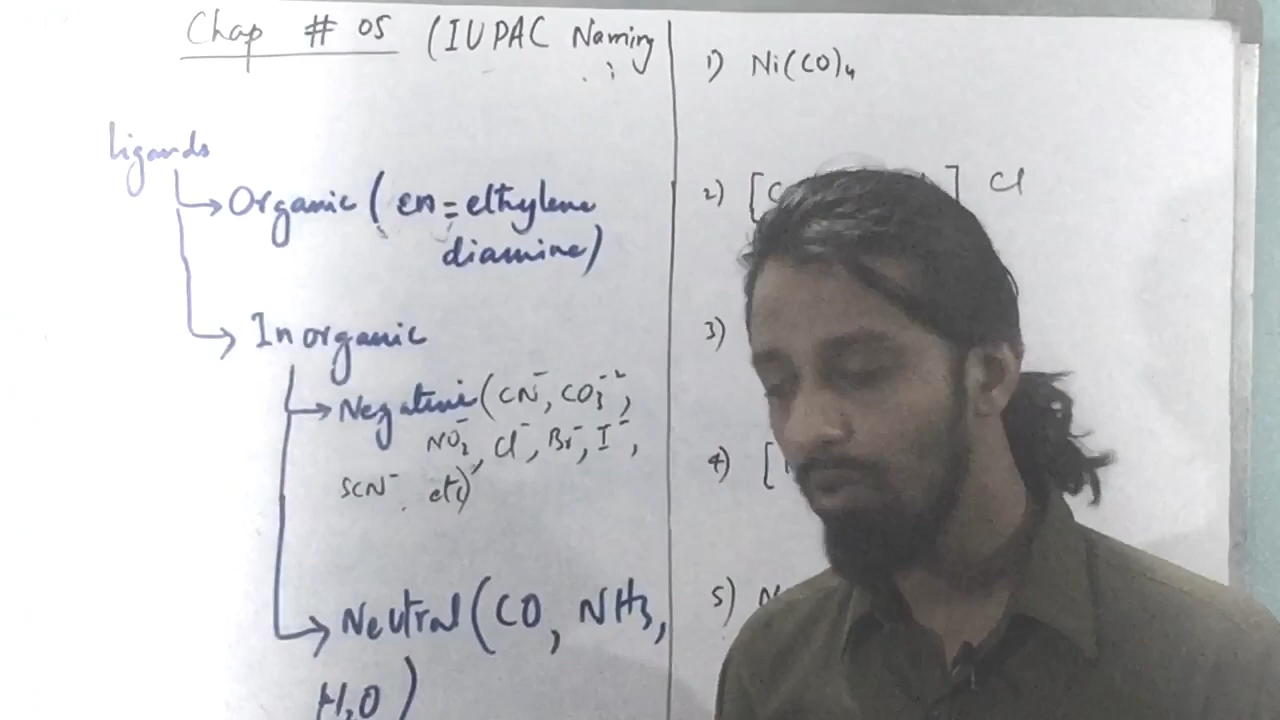 Chap # 05 (IUPAC Naming
ligands
Organic (en = elthylene
diamine)
Inorganic
Negative (CN⁻, CO₃⁻²,
NO₂⁻, Cl⁻, Br⁻, I⁻,
SCN⁻ etc)
Neutral (CO, NH₃,
H₂O)
1) Ni(CO)₄
2) [C ] Cl
3)
4) [
5) N